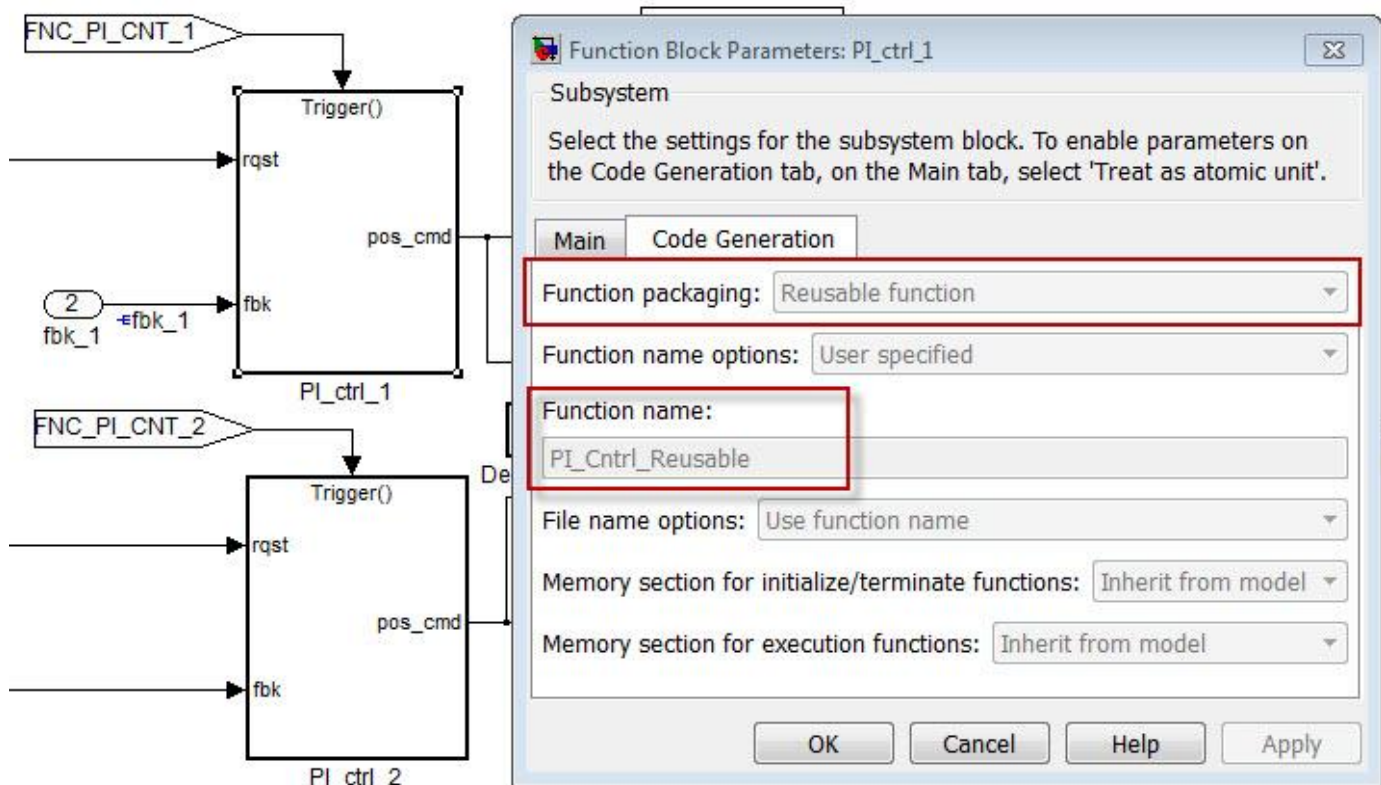 FNC_PI_CNT_1
Trigger()
rqst
pos_cmd
fbk
2
fbk_1
fbk_1
PI_ctrl_1
FNC_PI_CNT_2
Trigger()
rqst
pos_cmd
fbk
PI_ctrl_2
De
Function Block Parameters: PI_ctrl_1
Subsystem
Select the settings for the subsystem block. To enable parameters on
the Code Generation tab, on the Main tab, select 'Treat as atomic unit'.
Main Code Generation
Function packaging: Reusable function
Function name options: User specified
Function name:
PI_Cntrl_Reusable
File name options: Use function name
Memory section for initialize/terminate functions: Inherit from model
Memory section for execution functions: Inherit from model
OK Cancel Help Apply